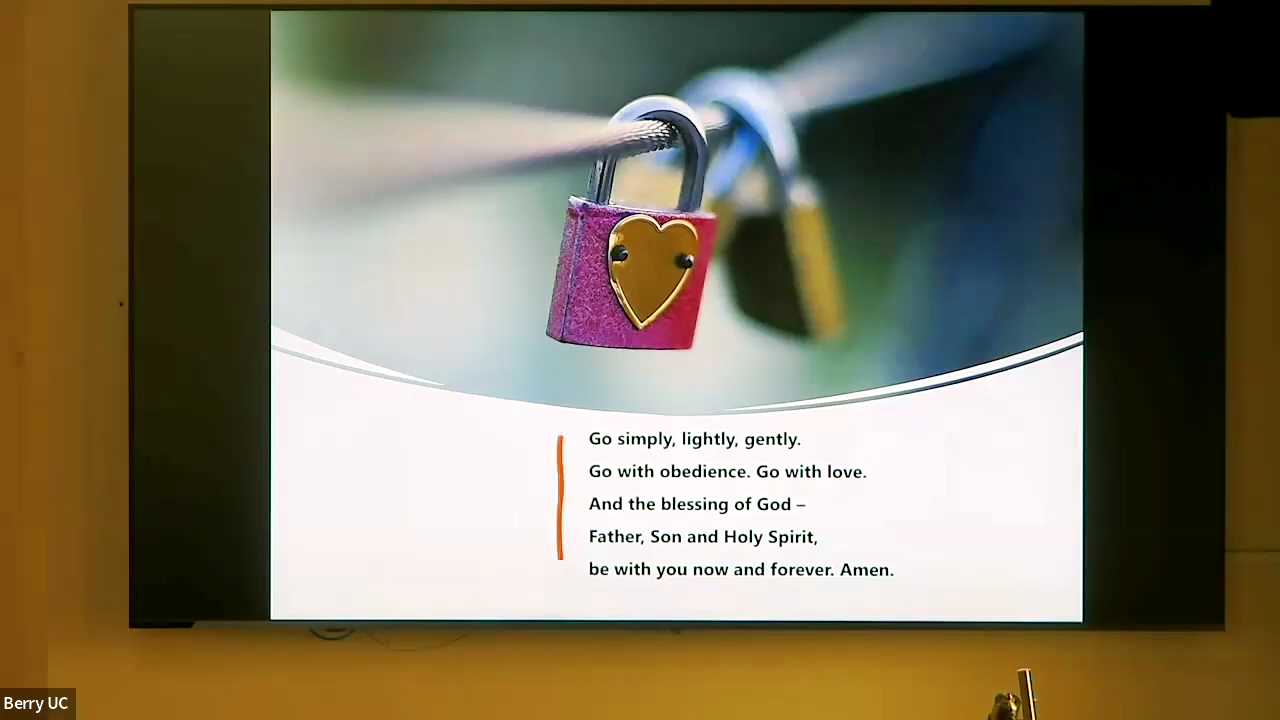 Go simply, lightly, gently.
Go with obedience. Go with love.
And the blessing of God –
Father, Son and Holy Spirit,
be with you now and forever. Amen.
Berry UC